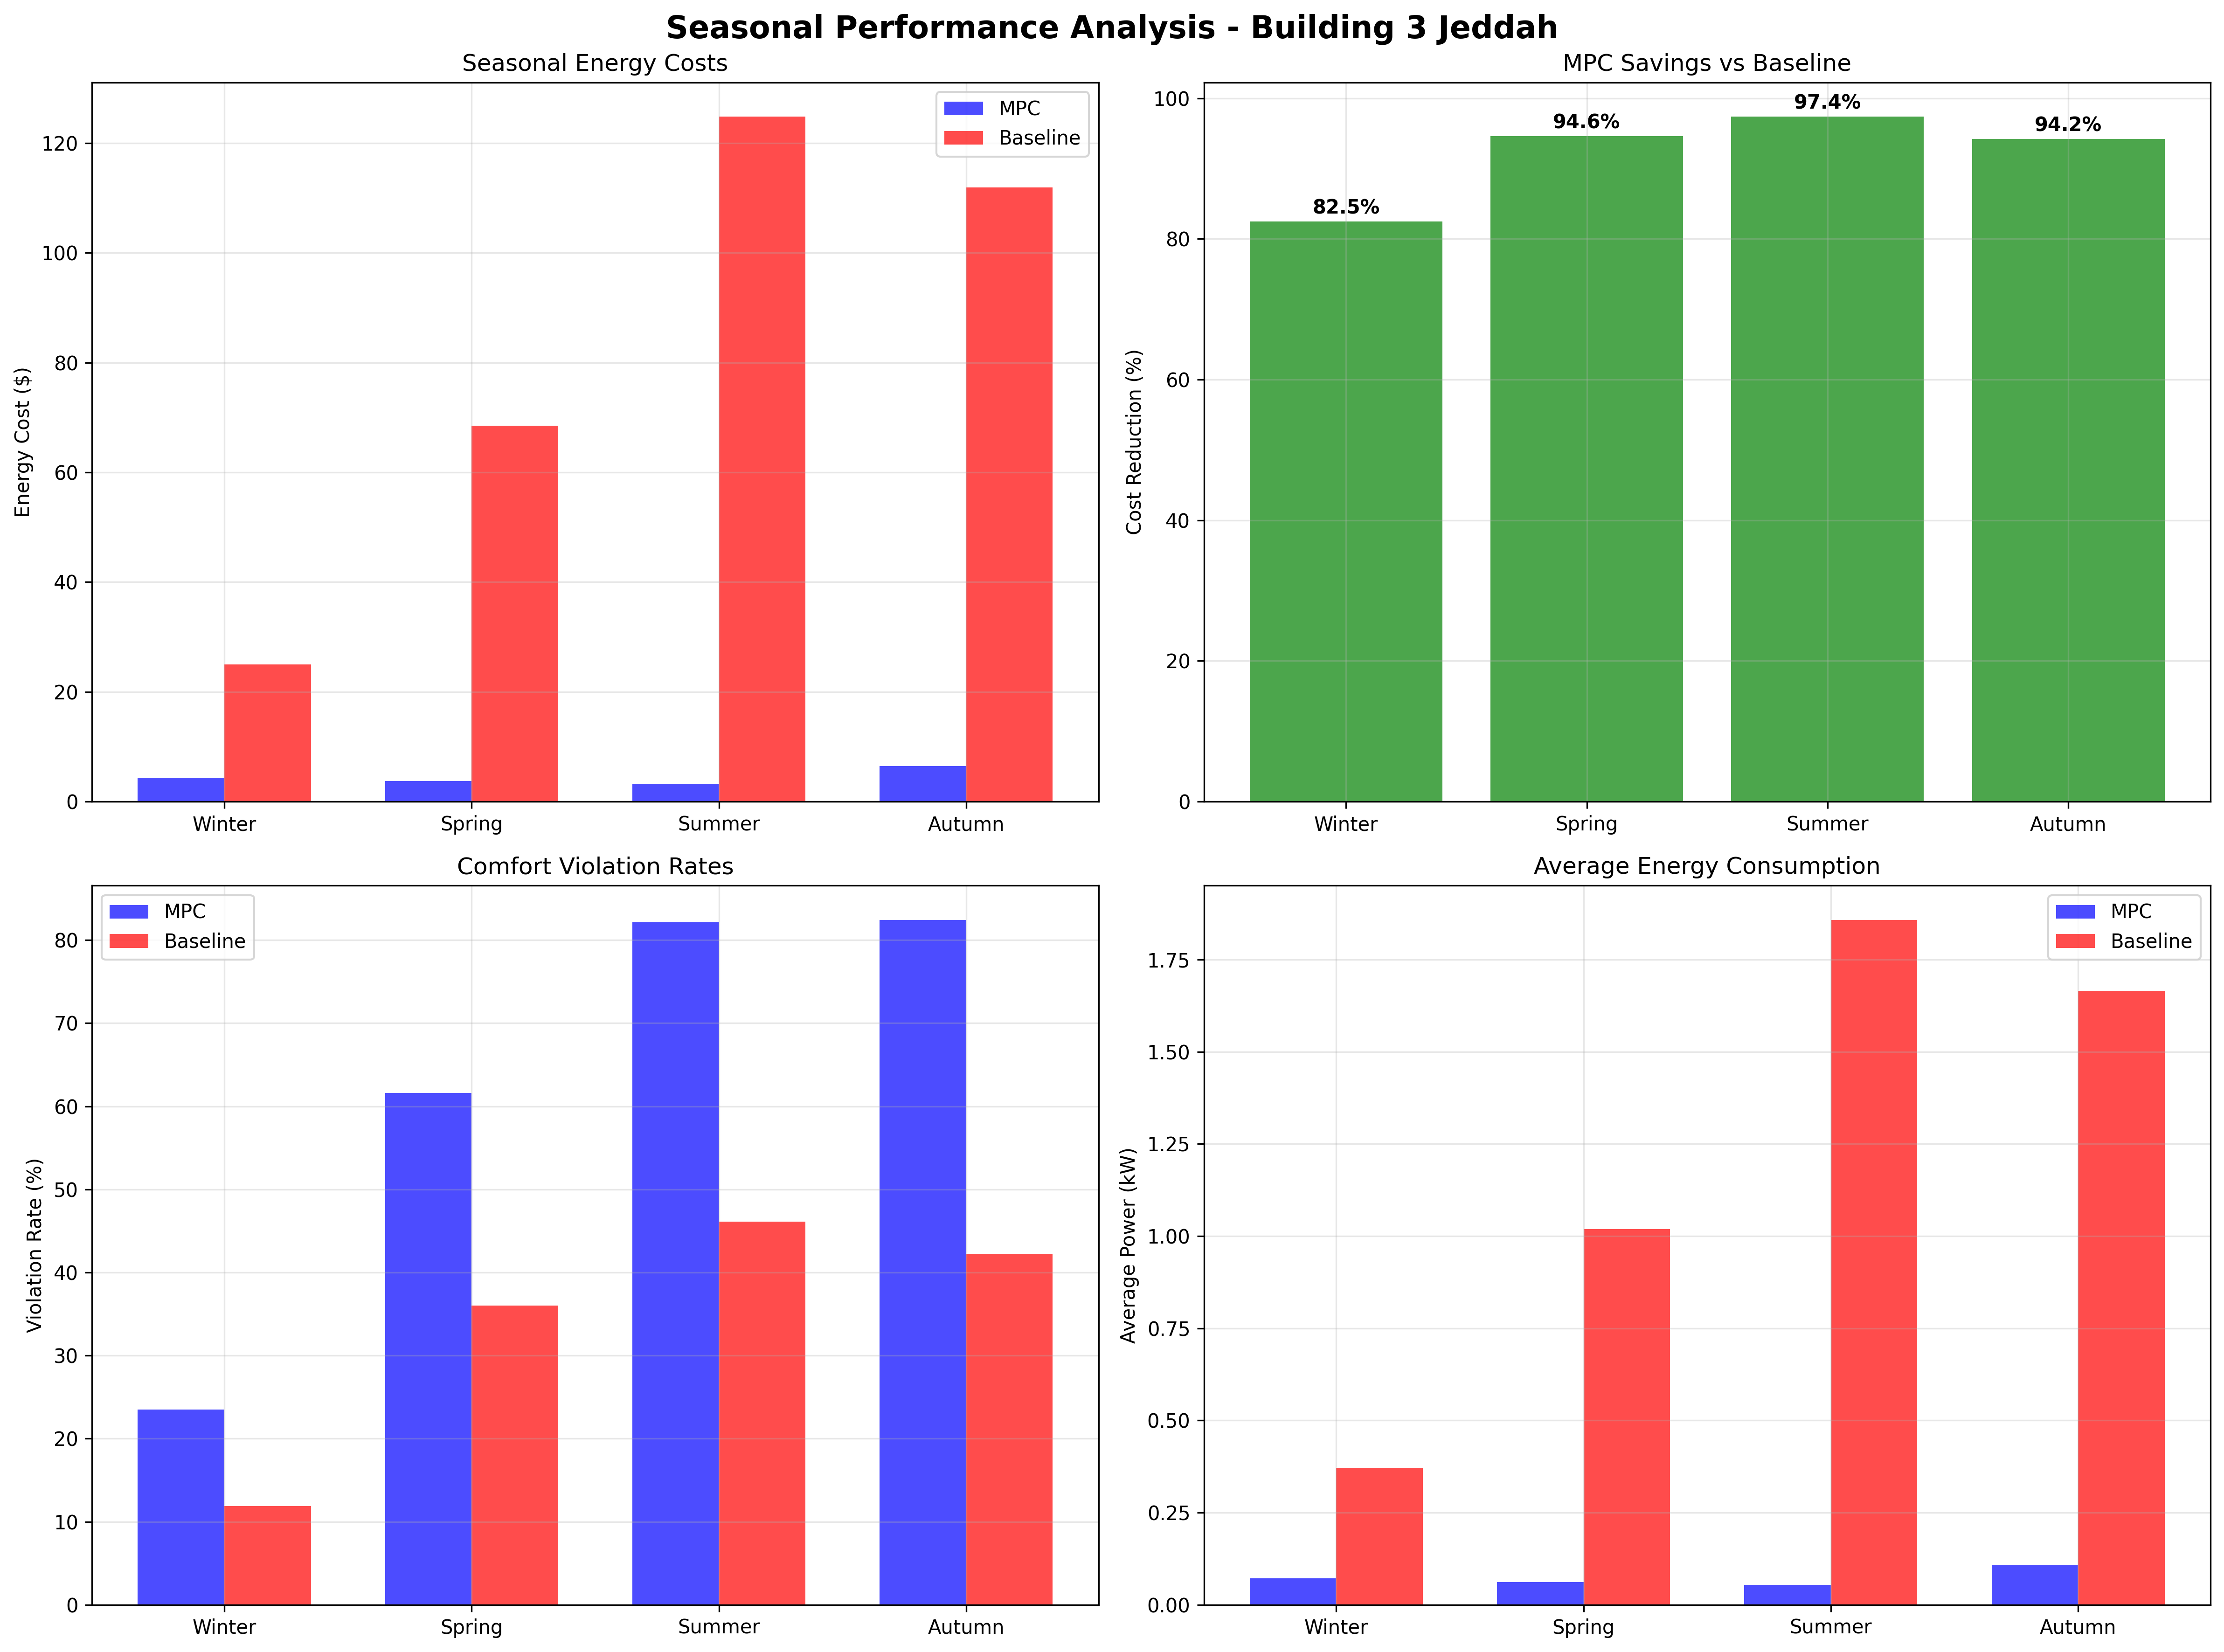 Seasonal Performance Analysis - Building 3 Jeddah
Seasonal Energy Costs
Energy Cost ($)
120
100
80
60
40
20
0
Winter
Spring
Summer
Autumn
MPC
Baseline
MPC Savings vs Baseline
Cost Reduction (%)
100
80
60
40
20
0
82.5%
94.6%
97.4%
94.2%
Winter
Spring
Summer
Autumn
Comfort Violation Rates
Violation Rate (%)
80
70
60
50
40
30
20
10
0
MPC
Baseline
Winter
Spring
Summer
Autumn
Average Energy Consumption
Average Power (kW)
1.75
1.50
1.25
1.00
0.75
0.50
0.25
0.00
MPC
Baseline
Winter
Spring
Summer
Autumn